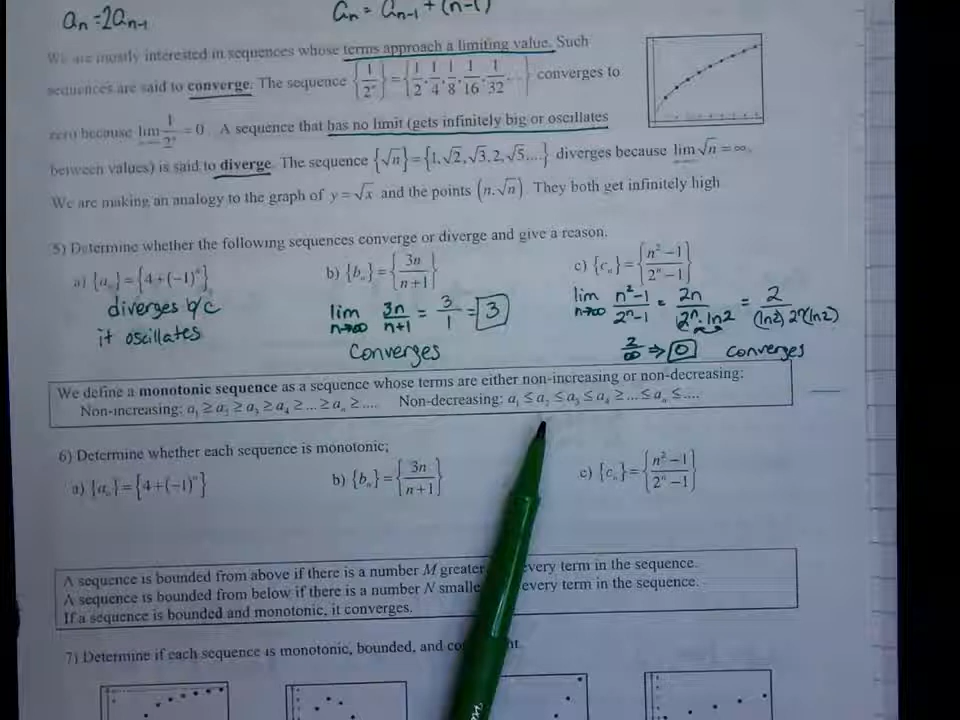 aₙ = 2aₙ₋₁ aₙ = aₙ₋₁ + (n-1)
We are mostly interested in sequences whose terms approach a limiting value. Such
sequences are said to converge. The sequence {1/2ⁿ} = {1/2, 1/4, 1/8, 1/16, 1/32, ...} converges to
zero because lim 1/2ⁿ = 0. A sequence that has no limit (gets infinitely big or oscillates
between values) is said to diverge. The sequence {√n} = {1, √2, √3, 2, √5, ...} diverges because lim √n = ∞.
We are making an analogy to the graph of y = √x and the points (n, √n). They both get infinitely high
5) Determine whether the following sequences converge or diverge and give a reason.
a) {aₙ} = {4+(−1)ⁿ} b) {bₙ} = {3n/(n+1)} c) {cₙ} = {(n²−1)/(2ⁿ−1)}
diverges b/c
it oscillates
lim n→∞ 3n/(n+1) = 3/1 = 3
Converges
lim n→∞ (n²-1)/(2ⁿ-1) = 2n/(2ⁿ·ln2) = 2/((ln2) 2ⁿ(ln2))
2/∞ ⇒ 0 converges
We define a monotonic sequence as a sequence whose terms are either non-increasing or non-decreasing:
Non-increasing: a₁ ≥ a₂ ≥ a₃ ≥ a₄ ≥ ... ≥ aₙ ≥ .... Non-decreasing: a₁ ≤ a₂ ≤ a₃ ≤ a₄ ≥ ... ≤ aₙ ≤ ....
6) Determine whether each sequence is monotonic;
a) {aₙ} = {4+(−1)ⁿ} b) {bₙ} = {3n/(n+1)} c) {cₙ} = {(n²−1)/(2ⁿ−1)}
A sequence is bounded from above if there is a number M greater every term in the sequence.
A sequence is bounded from below if there is a number N every term in the sequence.
If a sequence is bounded and monotonic, it converges.
7) Determine if each sequence is monotonic, bounded, and